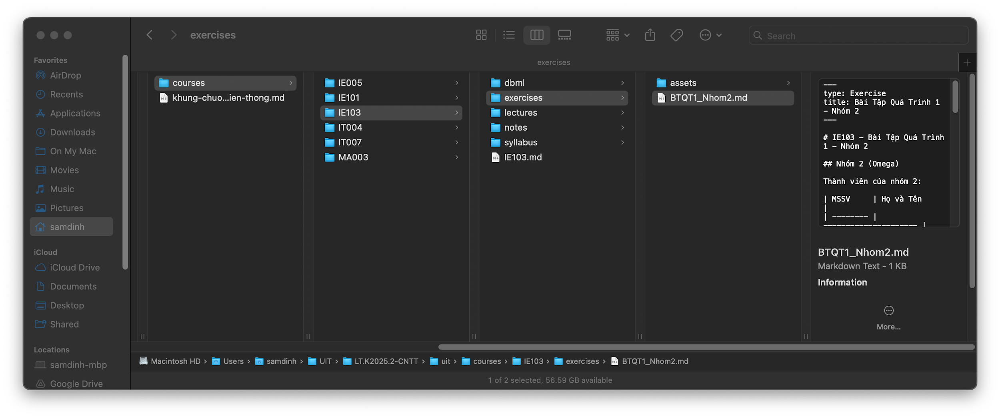 exercises
Search
exercises
Favorites
AirDrop
Recents
Applications
Downloads
On My Mac
Movies
Music
Pictures
samdinh
iCloud
iCloud Drive
Documents
Desktop
Shared
Locations
samdinh-mbp
Google Drive
courses
khung-chuo...ien-thong.md
IE005
IE101
IE103
IT004
IT007
MA003
dbml
exercises
lectures
notes
syllabus
IE103.md
assets
BTQT1_Nhom2.md
---
type: Exercise
title: Bài Tập Quá Trình 1
- Nhóm 2
---
# IE103 - Bài Tập Quá Trình
1 - Nhóm 2
## Nhóm 2 (Omega)
Thành viên của nhóm 2:
| MSSV | Họ và Tên
|
| -------- |
---------------------- |
BTQT1_Nhom2.md
Markdown Text - 1 KB
Information
More...
Macintosh HD › Users › samdinh › UIT › LT.K2025.2-CNTT › uit › courses › IE103 › exercises › BTQT1_Nhom2.md
1 of 2 selected, 56.59 GB available